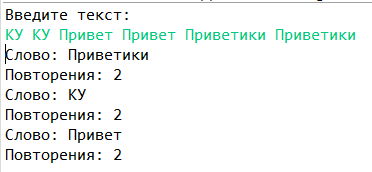 Введите текст:
КУ КУ Привет Привет Приветики Приветики
Слово: Приветики
Повторения: 2
Слово: КУ
Повторения: 2
Слово: Привет
Повторения: 2